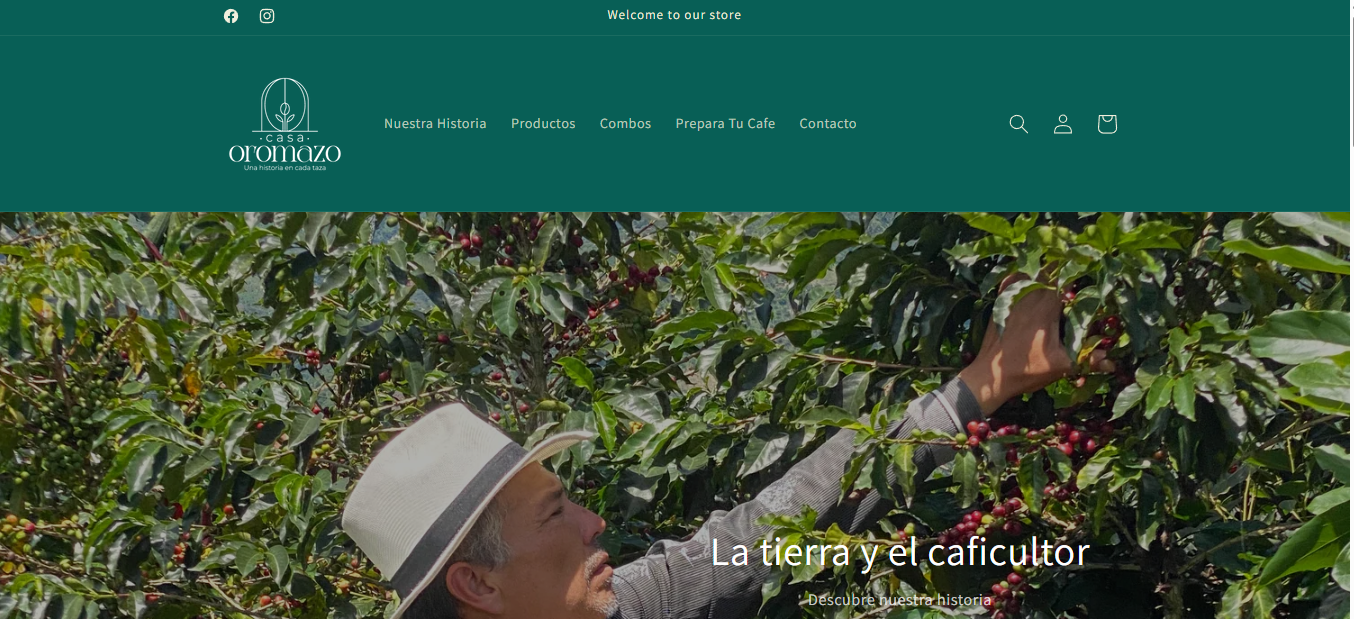 Welcome to our store
·casa·
oromazo
Una historia en cada taza
Nuestra Historia Productos Combos Prepara Tu Cafe Contacto
La tierra y el caficultor
Descubre nuestra historia